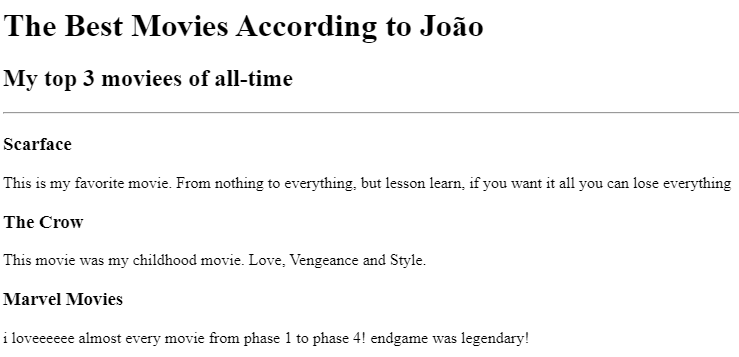 The Best Movies According to João
My top 3 moviees of all-time
Scarface
This is my favorite movie. From nothing to everything, but lesson learn, if you want it all you can lose everything
The Crow
This movie was my childhood movie. Love, Vengeance and Style.
Marvel Movies
i loveeeeee almost every movie from phase 1 to phase 4! endgame was legendary!